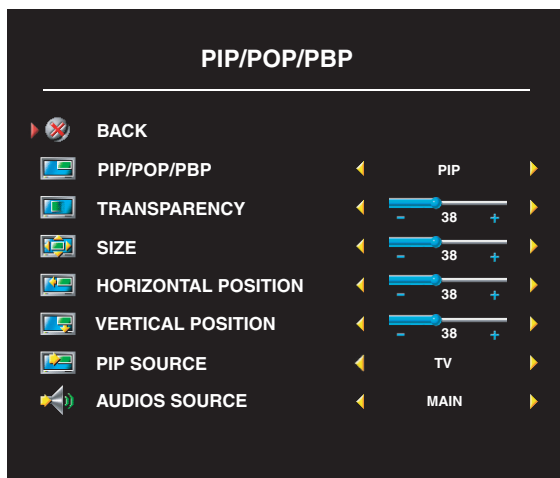 PIP/POP/PBP
BACK
PIP/POP/PBP PIP
TRANSPARENCY - 38 +
SIZE - 38 +
HORIZONTAL POSITION - 38 +
VERTICAL POSITION - 38 +
PIP SOURCE TV
AUDIOS SOURCE MAIN